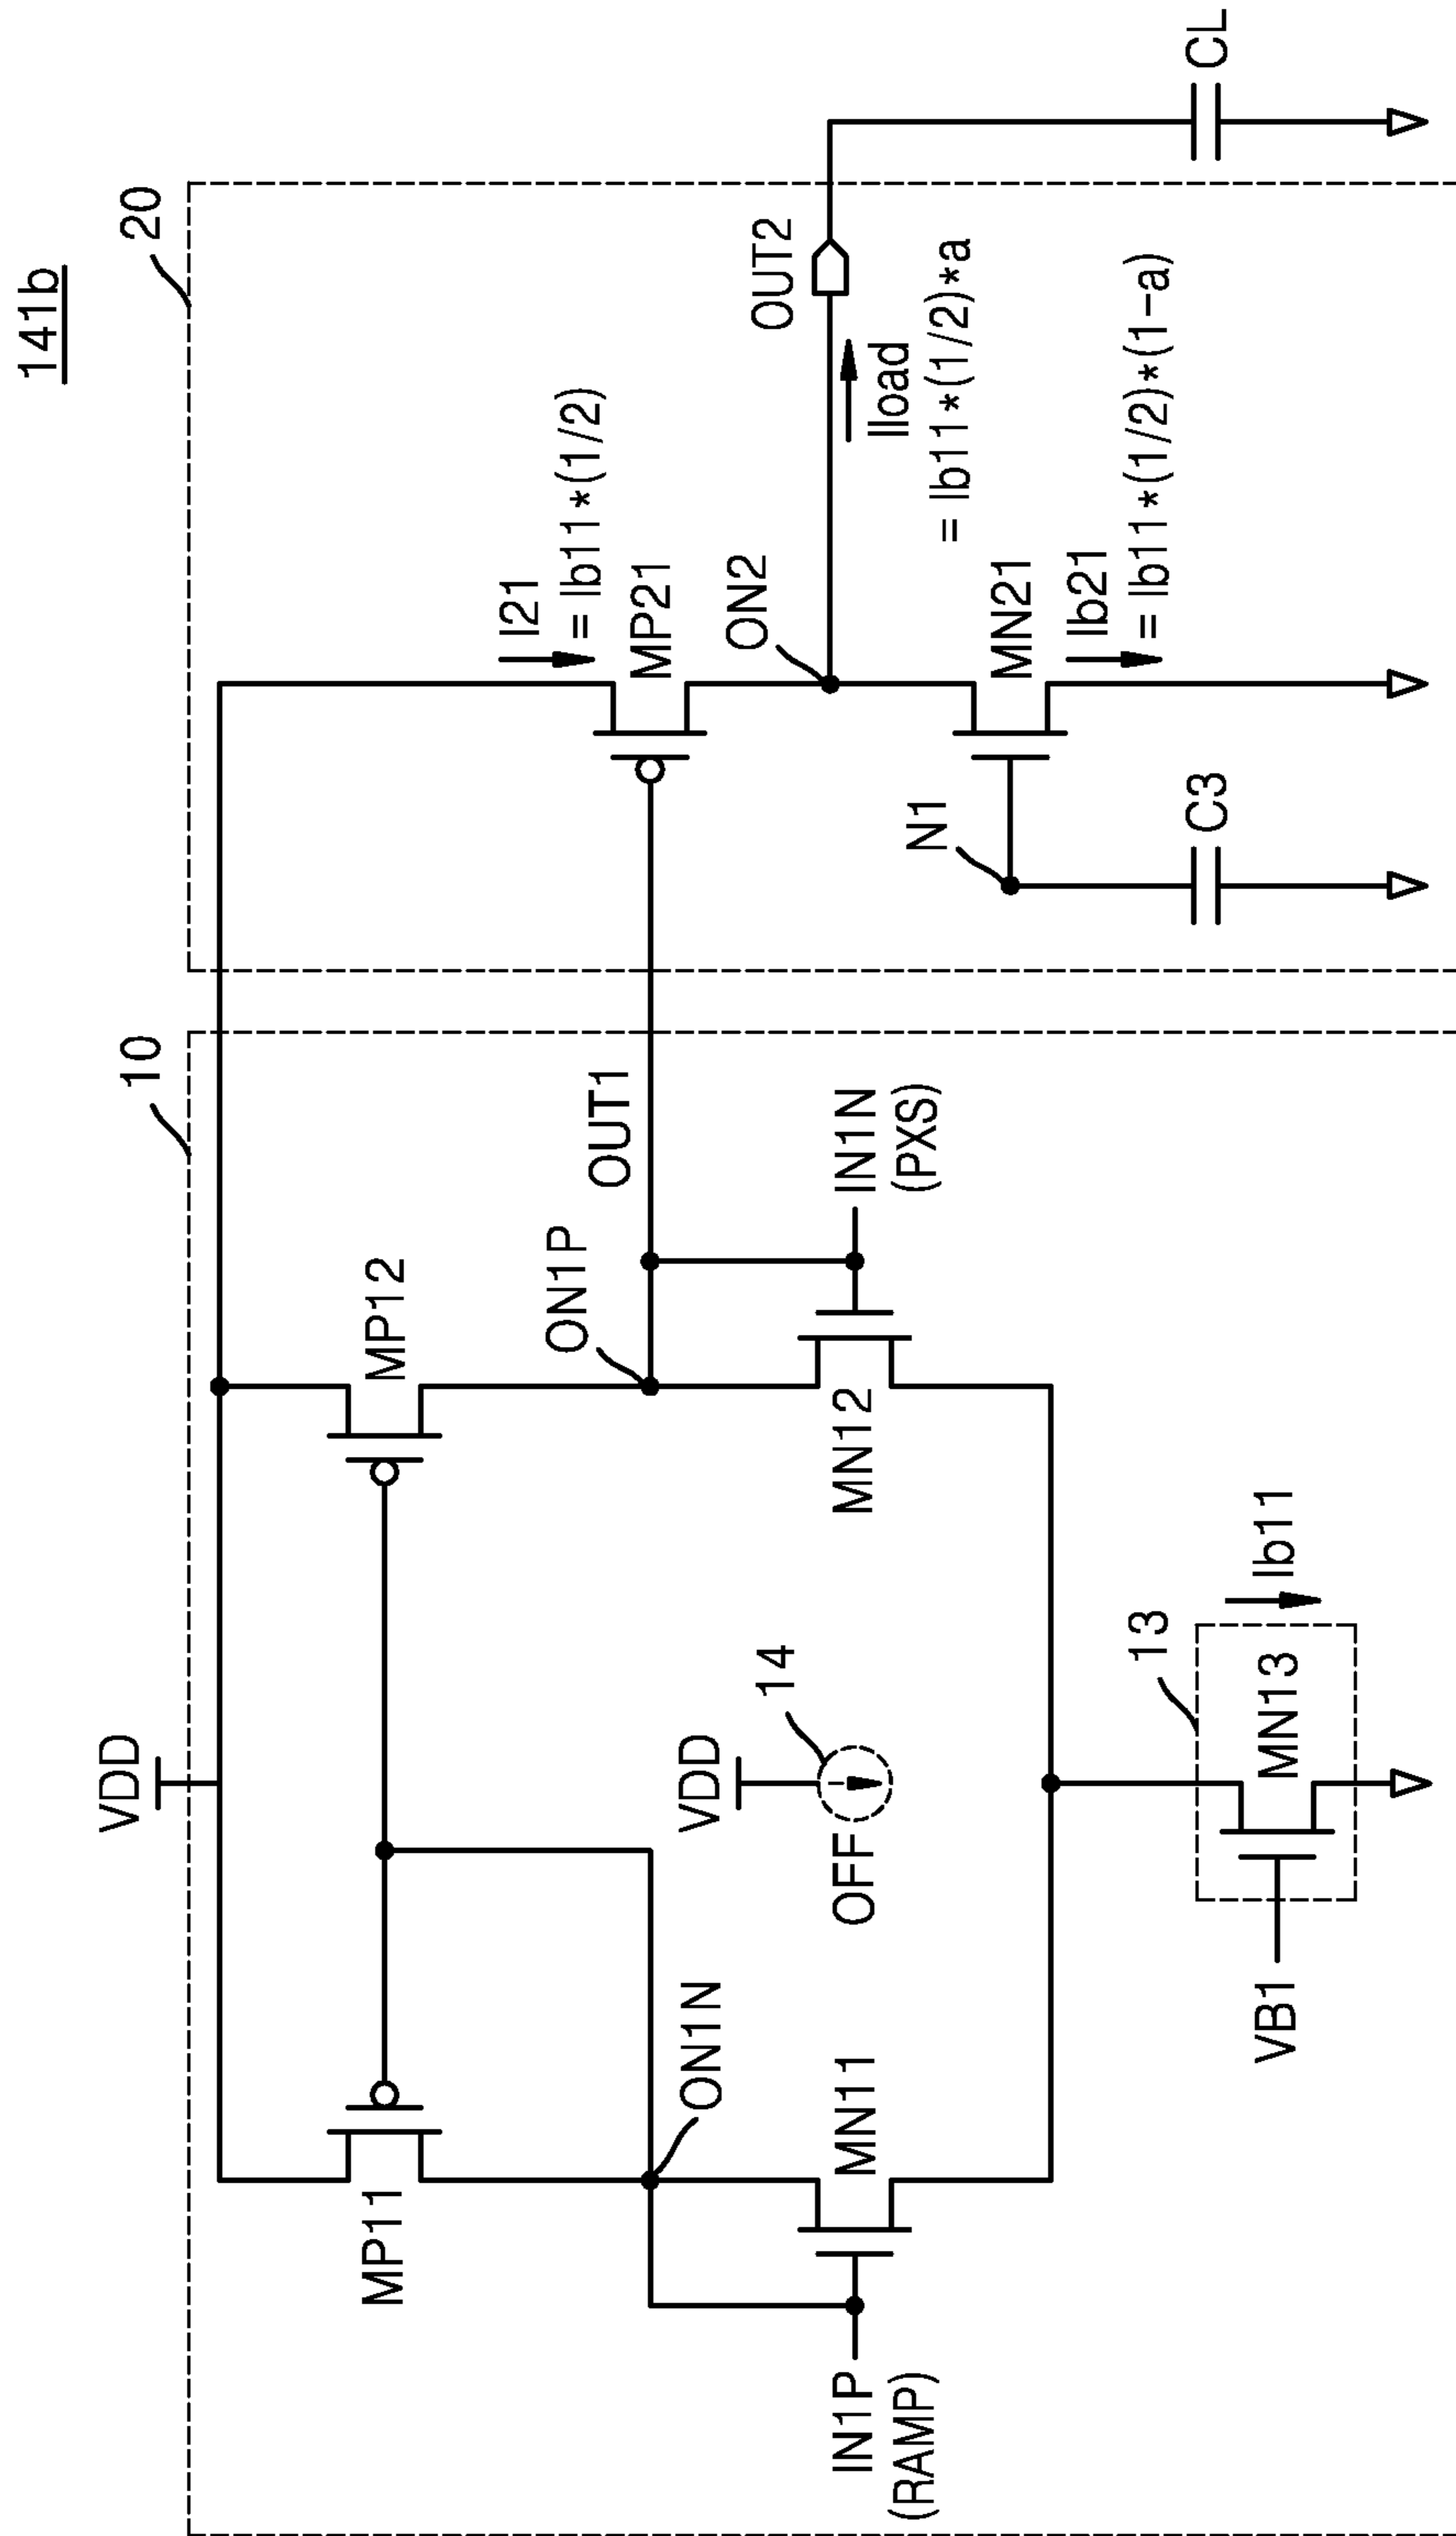 141b
10
20
VDD
MP11
MP12
I21
= Ib11*(1/2)
MP21
ON1N
ON1P
OUT1
ON2
OUT2
Iload
= Ib11*(1/2)*a
VDD
14
OFF
IN1P
(RAMP)
MN11
MN12
IN1N
(PXS)
N1
MN21
Ib21
= Ib11*(1/2)*(1-a)
13
VB1
MN13
Ib11
C3
CL